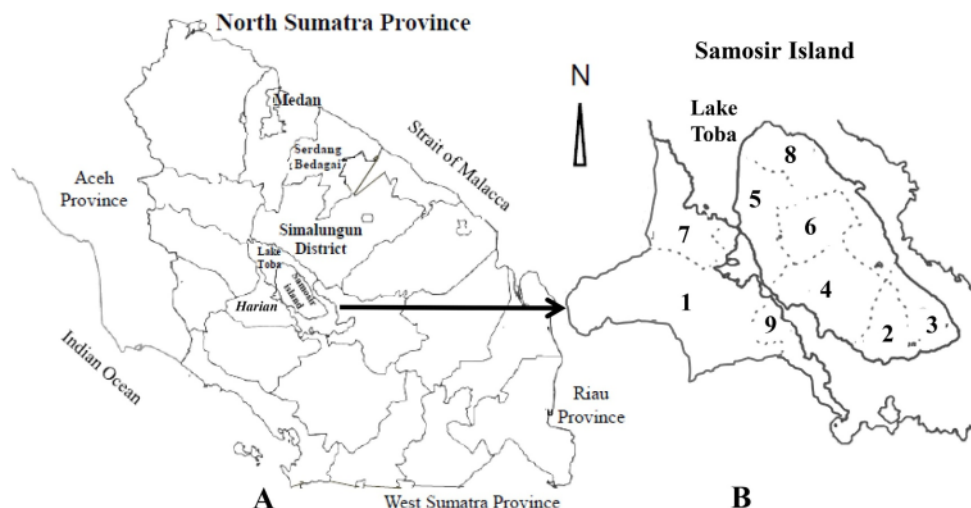 North Sumatra Province
Medan
Serdang
Bedagai
Strait of Malacca
Aceh
Province
Simalungun
District
Lake
Toba
Samosir
island
Harian
Indian Ocean
Riau
Province
West Sumatra Province
A
N
Samosir Island
Lake
Toba
8
5
6
7
4
1
9
2
3
B